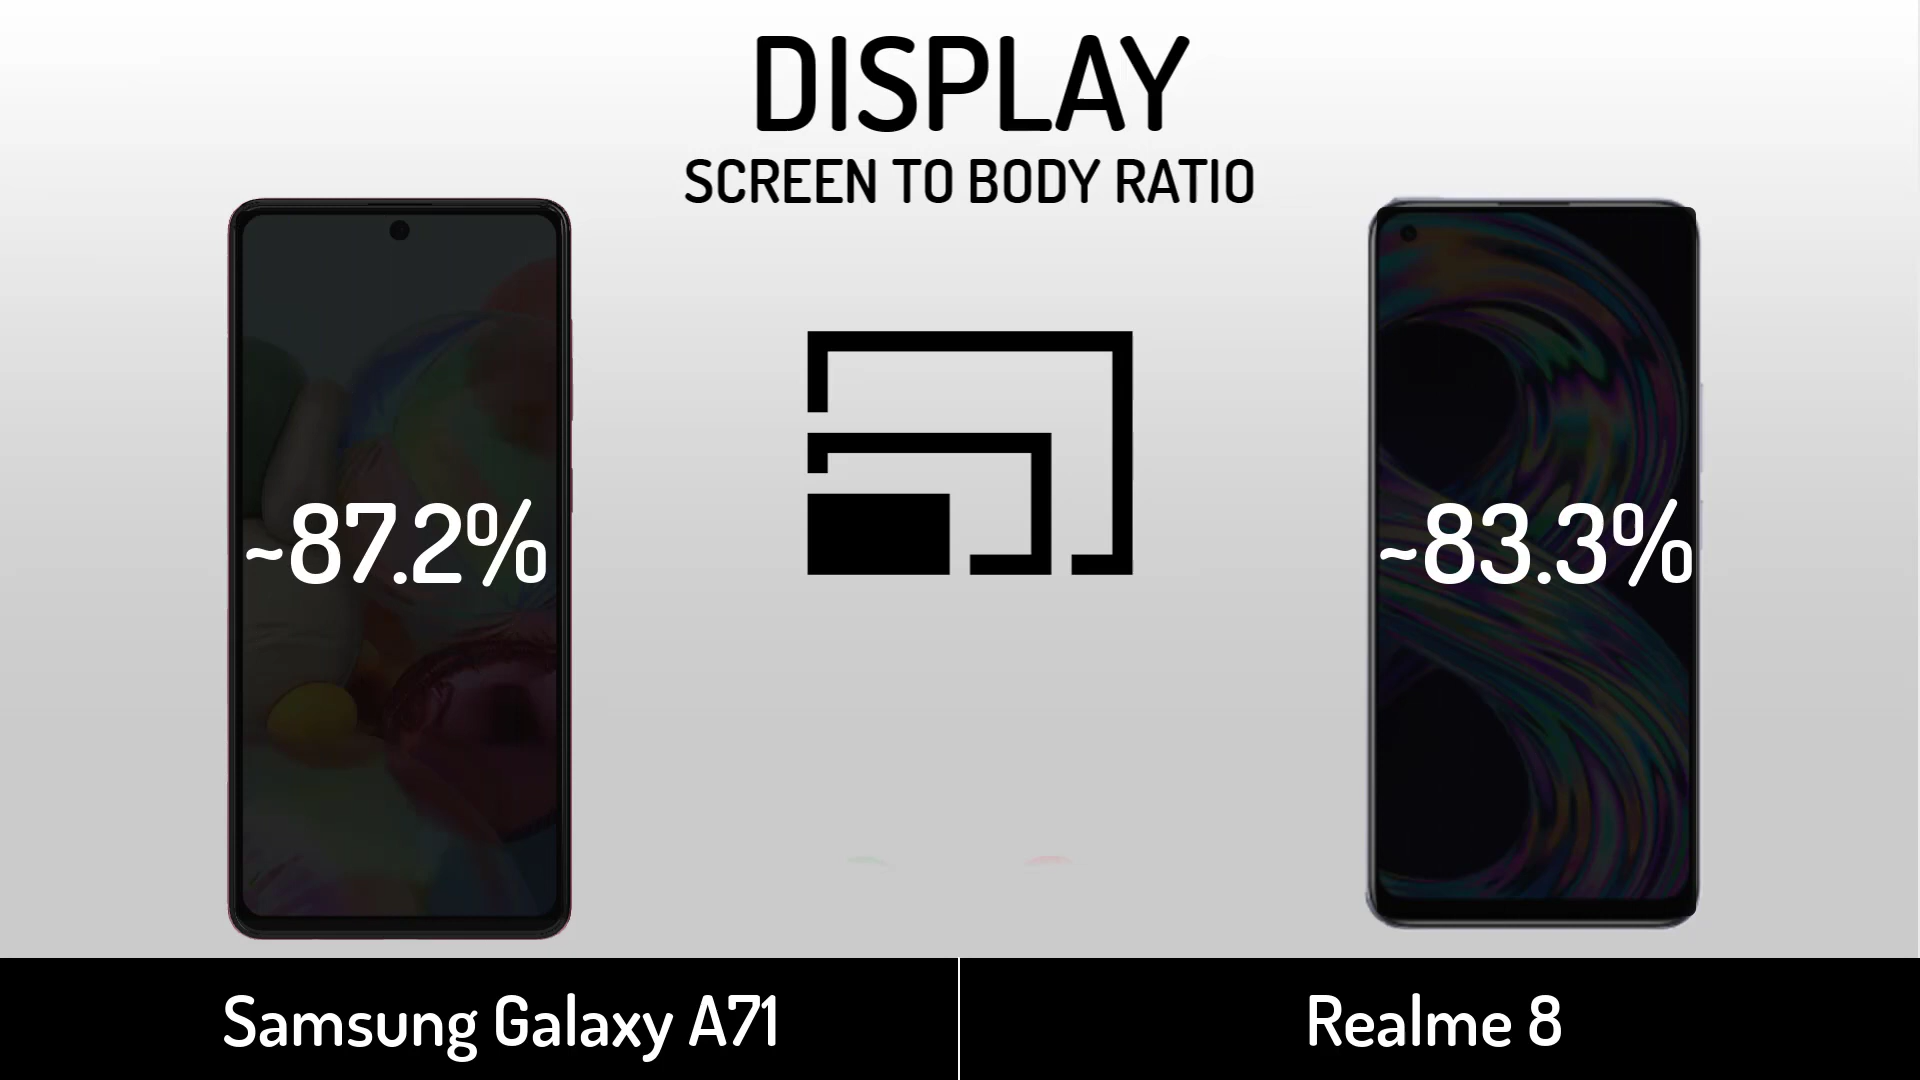 DISPLAY
SCREEN TO BODY RATIO
~87.2%
~83.3%
Samsung Galaxy A71
Realme 8